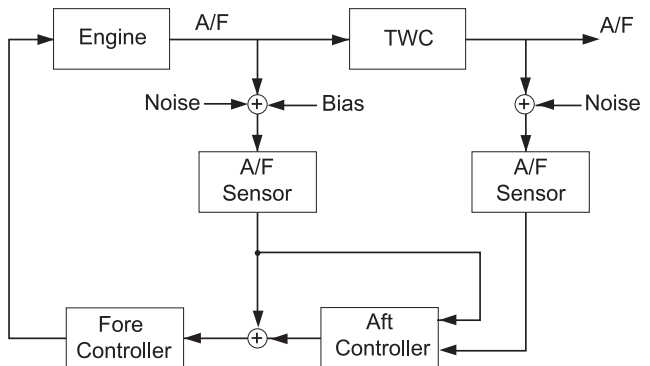 Engine
A/F
TWC
A/F
Noise
+
Bias
+
Noise
A/F
Sensor
A/F
Sensor
Fore
Controller
+
Aft
Controller